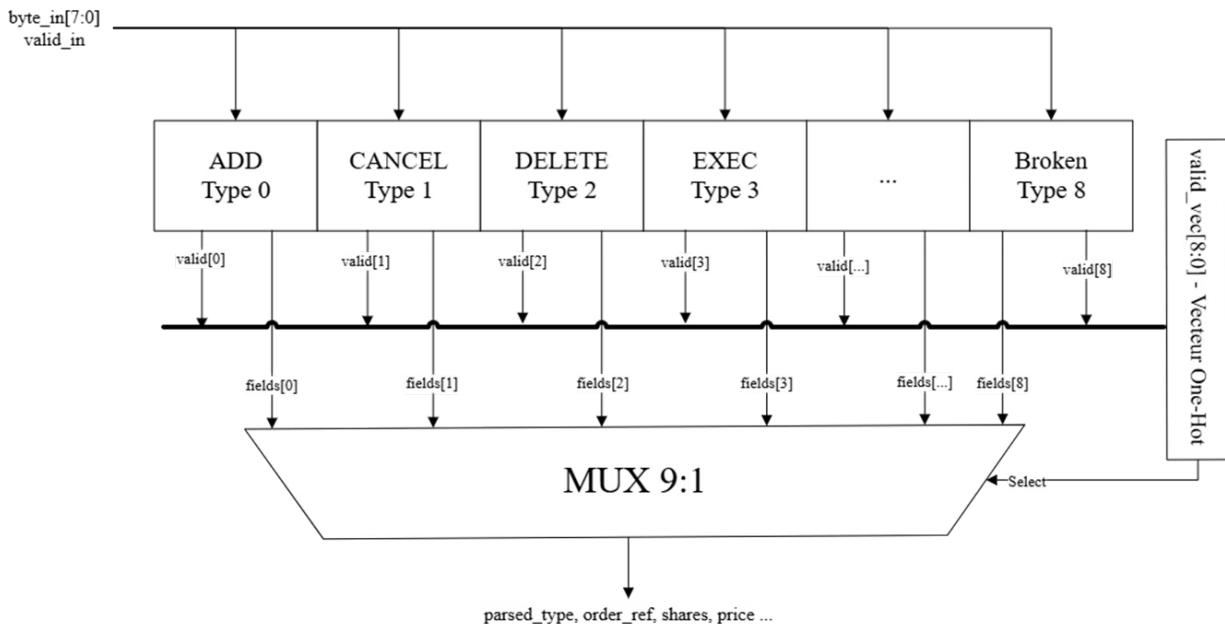 byte_in[7:0]
valid_in
ADD
Type 0
CANCEL
Type 1
DELETE
Type 2
EXEC
Type 3
...
Broken
Type 8
valid[0]
valid[1]
valid[2]
valid[3]
valid[...]
valid[8]
valid_vec[8:0] - Vecteur One-Hot
fields[0]
fields[1]
fields[2]
fields[3]
fields[...]
fields[8]
MUX 9:1
Select
parsed_type, order_ref, shares, price ...